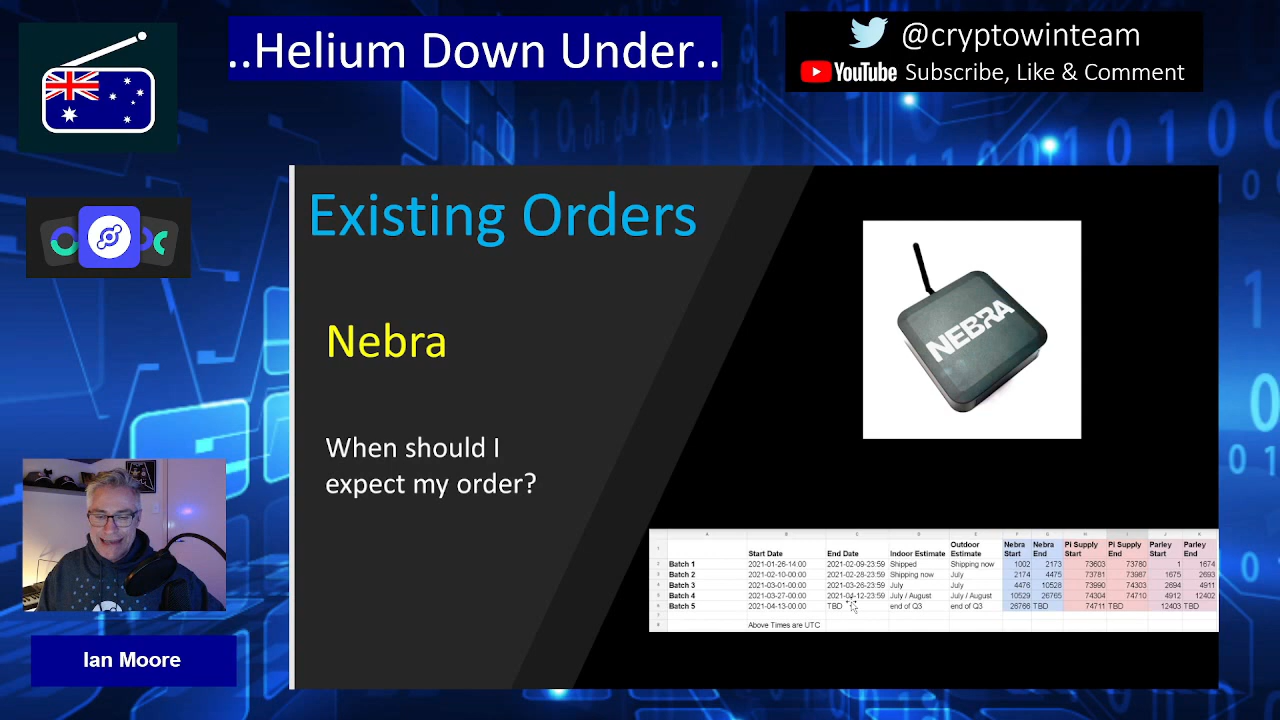 ..Helium Down Under..
@cryptowinteam
YouTube Subscribe, Like & Comment
Existing Orders
Nebra
When should I
expect my order?
NEBRA
Start Date End Date Indoor Estimate Outdoor Estimate Nebra Start Nebra End Pi Supply Start Pi Supply End Parley Start Parley End
Batch 1 2021-01-26-14:00 2021-02-09-23:59 Shipped Shipping now 1002 2173 73603 73780 1 1674
Batch 2 2021-02-10-00:00 2021-02-28-23:59 Shipping now July 2174 4475 73781 73987 1675 2693
Batch 3 2021-03-01-00:00 2021-03-26-23:59 July July 4476 10528 73990 74303 2694 4911
Batch 4 2021-03-27-00:00 2021-04-12-23:59 July / August July / August 10529 26765 74304 74710 4912 12402
Batch 5 2021-04-13-00:00 TBD end of Q3 end of Q3 26766 TBD 74711 TBD 12403 TBD
Above Times are UTC
Ian Moore